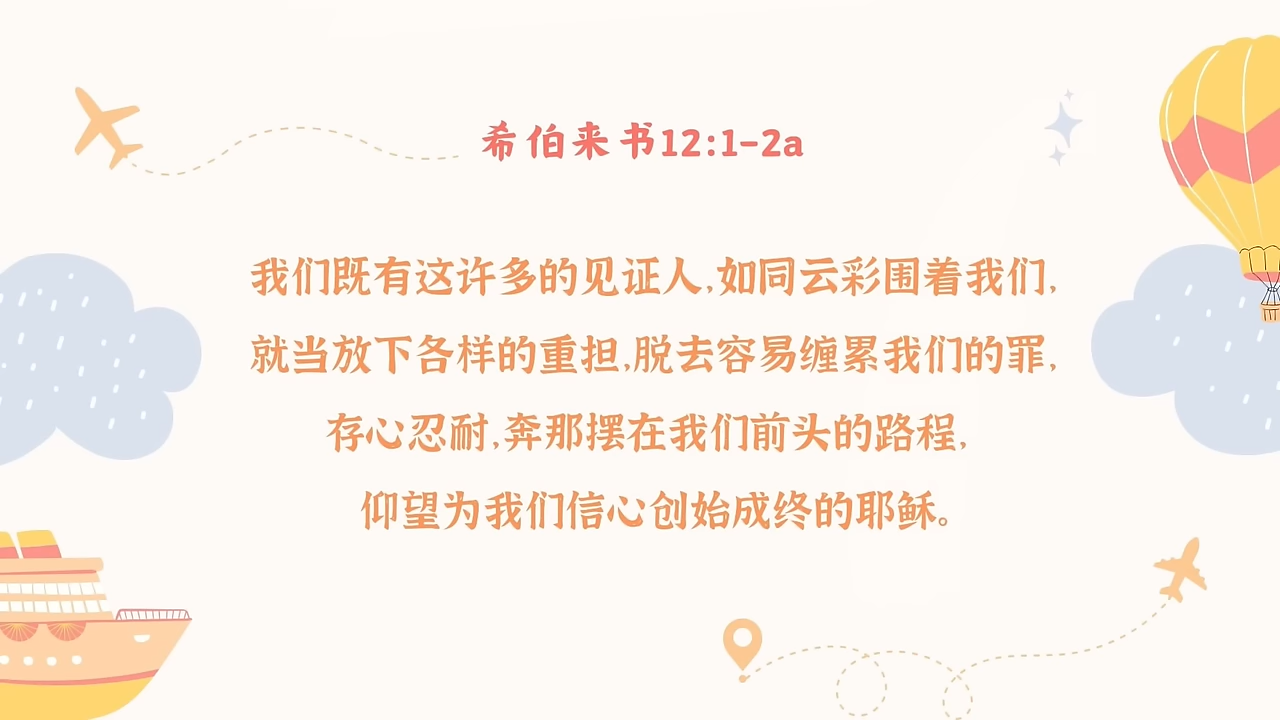 希伯来书12:1-2a
我们既有这许多的见证人,如同云彩围着我们,
就当放下各样的重担,脱去容易缠累我们的罪,
存心忍耐,奔那摆在我们前头的路程,
仰望为我们信心创始成终的耶稣。